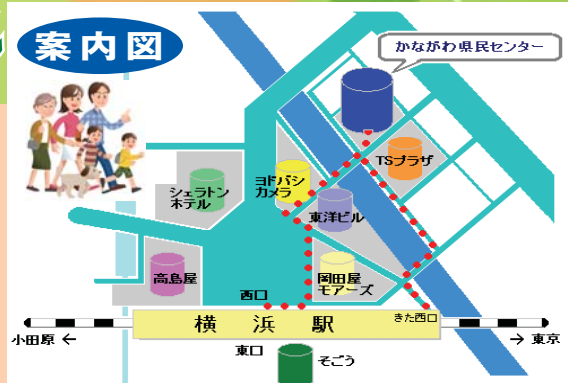 案内図
かながわ県民センター
TSプラザ
ヨドバシ
カメラ
シェラトン
ホテル
東洋ビル
高島屋
岡田屋
モアーズ
西口
きた西口
横浜駅
小田原 ←
→ 東京
東口
そごう